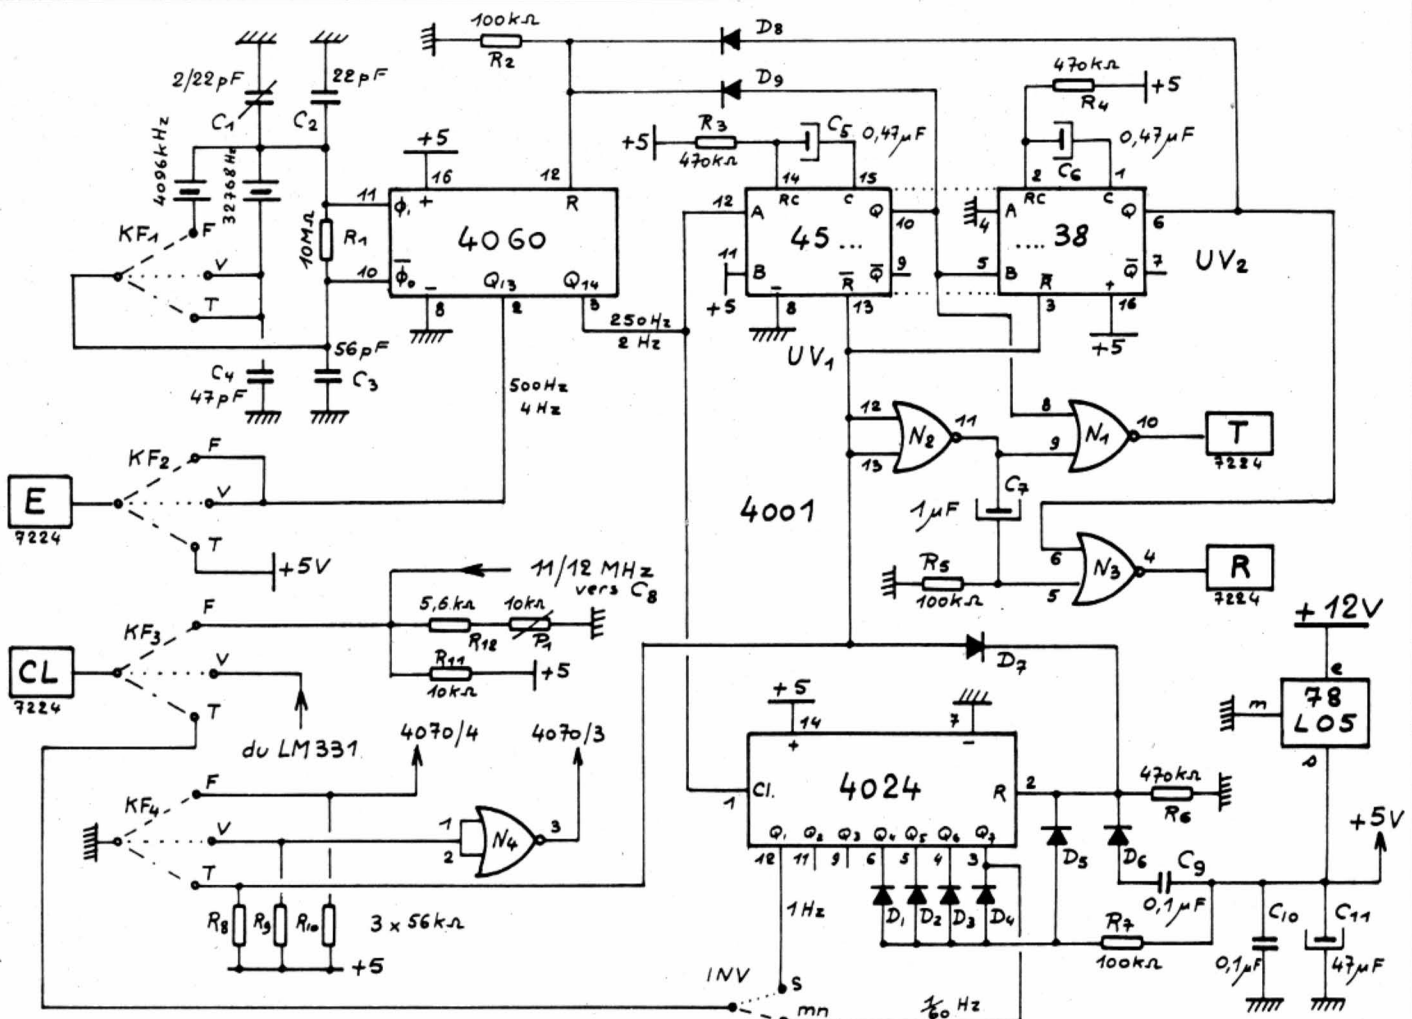 100kΩ
R2
D8
D9
2/22pF
22pF
C1
C2
4096kHz
32768Hz
+5
16
12
11
Φ1
+
R
4060
10MΩ
R1
10
Φ0
−
Q13
Q14
8
2
3
KF1
F
V
T
56pF
C4
47pF
C3
250Hz
2 Hz
500Hz
4 Hz
+5
R3
470kΩ
C5
0,47µF
14
15
12
A
RC
C
Q
10
45 ...
11
B
Q
9
−
R
+5
8
13
UV1
470kΩ
R4
+5
0,47µF
C6
2
1
RC
C
A
4
Q
6
.... 38
5
B
Q
7
R
+
3
16
+5
UV2
12
13
N2
11
8
9
N1
10
T
7224
4001
1µF
C7
R5
100kΩ
6
5
N3
4
R
7224
E
7224
KF2
F
V
T
+5V
11/12 MHz
vers C8
5,6kΩ
R12
10kΩ
P1
R11
10kΩ
+5
CL
7224
KF3
F
V
T
du LM331
4070/4
4070/3
KF4
F
V
T
1
2
N4
3
R8
R9
R10
3 x 56kΩ
+5
D7
+5
14
7
+
−
4024
1
Cl.
R
2
Q1
Q2
Q3
Q4
Q5
Q6
Q7
12
11
9
6
5
4
3
470kΩ
R6
D5
D6
C9
0,1µF
D1
D2
D3
D4
R7
100kΩ
1Hz
INV
S
mn
1/60 Hz
+12V
e
78
L05
m
s
+5V
C10
0,1µF
C11
47µF